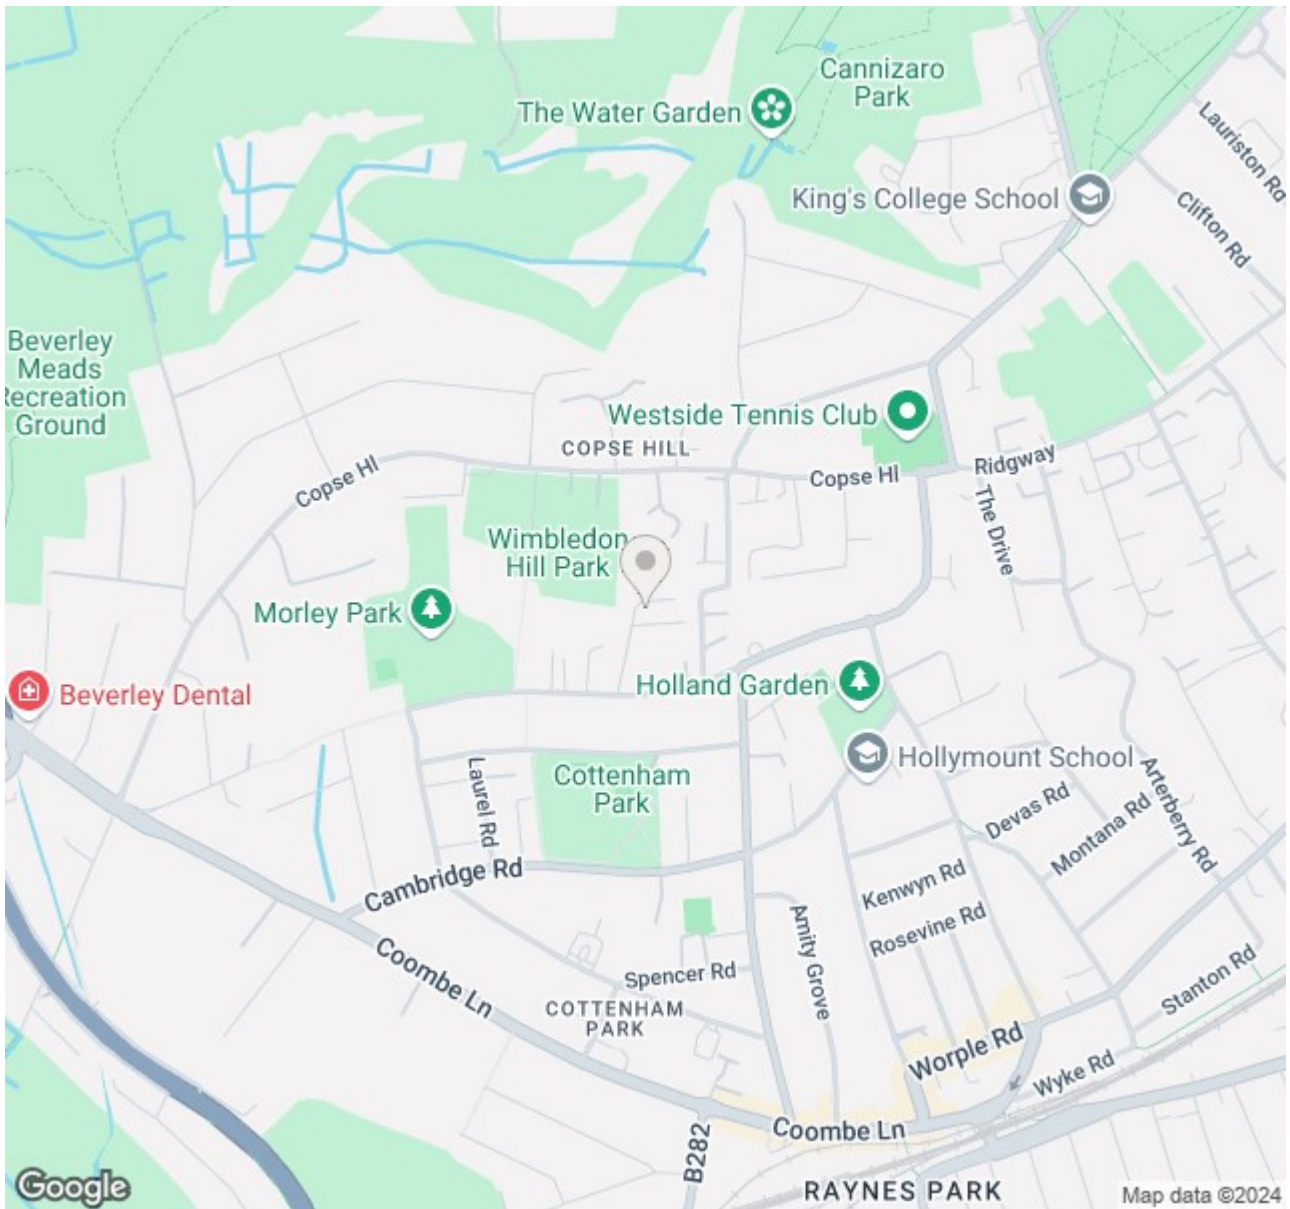 Cannizaro
Park
The Water Garden
Lauriston Rd
King's College School
Clifton Rd
Beverley
Meads
Recreation
Ground
Westside Tennis Club
COPSE HILL
Ridgway
Copse Hl
Copse Hl
The Drive
Wimbledon
Hill Park
Morley Park
Holland Garden
Beverley Dental
Hollymount School
Cottenham
Park
Laurel Rd
Devas Rd
Montana Rd
Arterberry Rd
Cambridge Rd
Kenwyn Rd
Rosevine Rd
Amity Grove
Coombe Ln
Spencer Rd
Stanton Rd
COTTENHAM
PARK
Worple Rd
Wyke Rd
Coombe Ln
B282
RAYNES PARK
Google
Map data ©2024